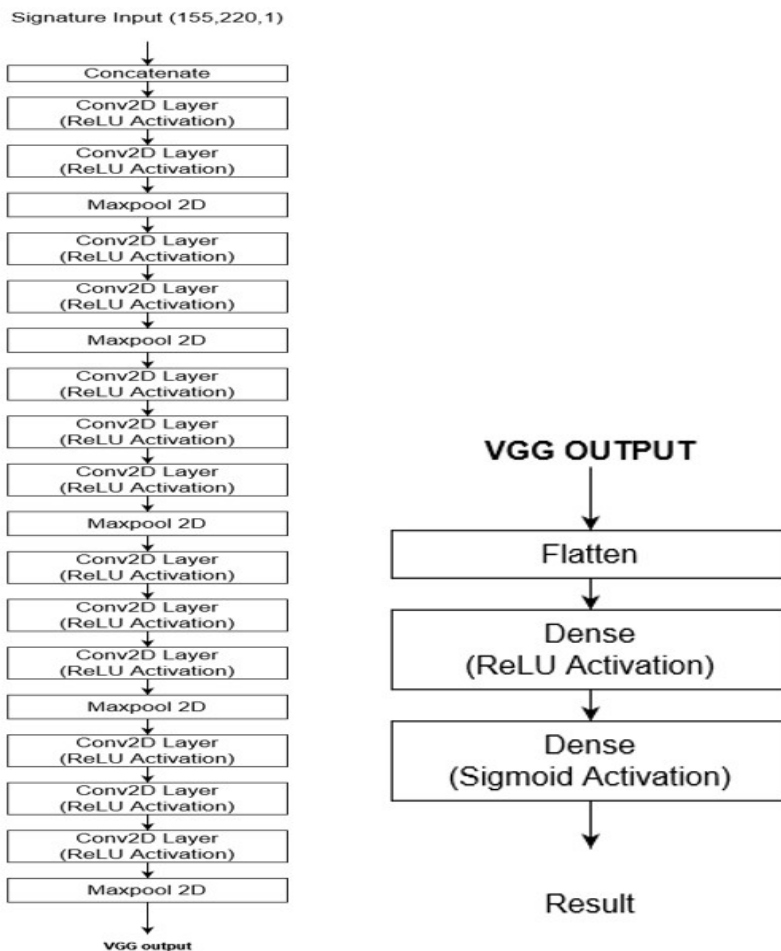 Signature Input (155,220,1)
Concatenate
Conv2D Layer
(ReLU Activation)
Conv2D Layer
(ReLU Activation)
Maxpool 2D
Conv2D Layer
(ReLU Activation)
Conv2D Layer
(ReLU Activation)
Maxpool 2D
Conv2D Layer
(ReLU Activation)
Conv2D Layer
(ReLU Activation)
Conv2D Layer
(ReLU Activation)
Maxpool 2D
Conv2D Layer
(ReLU Activation)
Conv2D Layer
(ReLU Activation)
Conv2D Layer
(ReLU Activation)
Maxpool 2D
Conv2D Layer
(ReLU Activation)
Conv2D Layer
(ReLU Activation)
Conv2D Layer
(ReLU Activation)
Maxpool 2D
VGG output
VGG OUTPUT
Flatten
Dense
(ReLU Activation)
Dense
(Sigmoid Activation)
Result